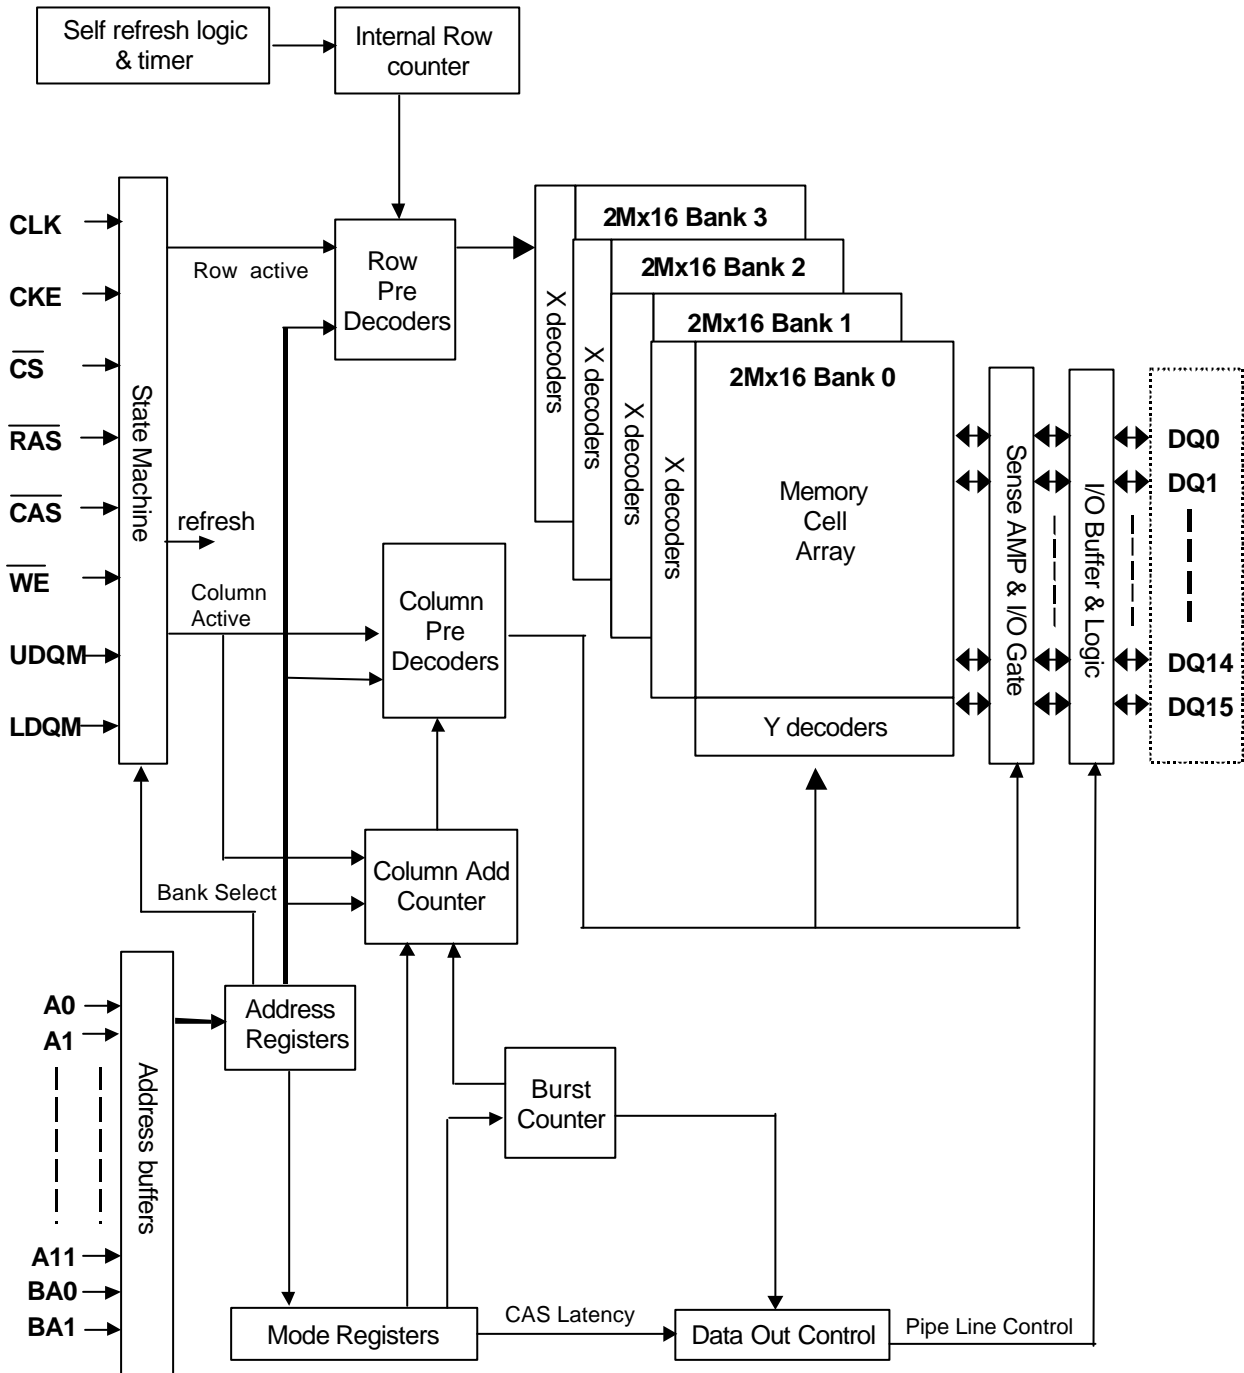 Self refresh logic
& timer
Internal Row
counter
CLK
CKE
CS
RAS
CAS
WE
UDQM
LDQM
State Machine
Row active
refresh
Column
Active
Bank Select
Row
Pre
Decoders
Column
Pre
Decoders
Column Add
Counter
X decoders
X decoders
X decoders
X decoders
2Mx16 Bank 3
2Mx16 Bank 2
2Mx16 Bank 1
2Mx16 Bank 0
Memory
Cell
Array
Y decoders
Sense AMP & I/O Gate
I/O Buffer & Logic
DQ0
DQ1
DQ14
DQ15
A0
A1
A11
BA0
BA1
Address buffers
Address
Registers
Burst
Counter
Mode Registers
CAS Latency
Data Out Control
Pipe Line Control